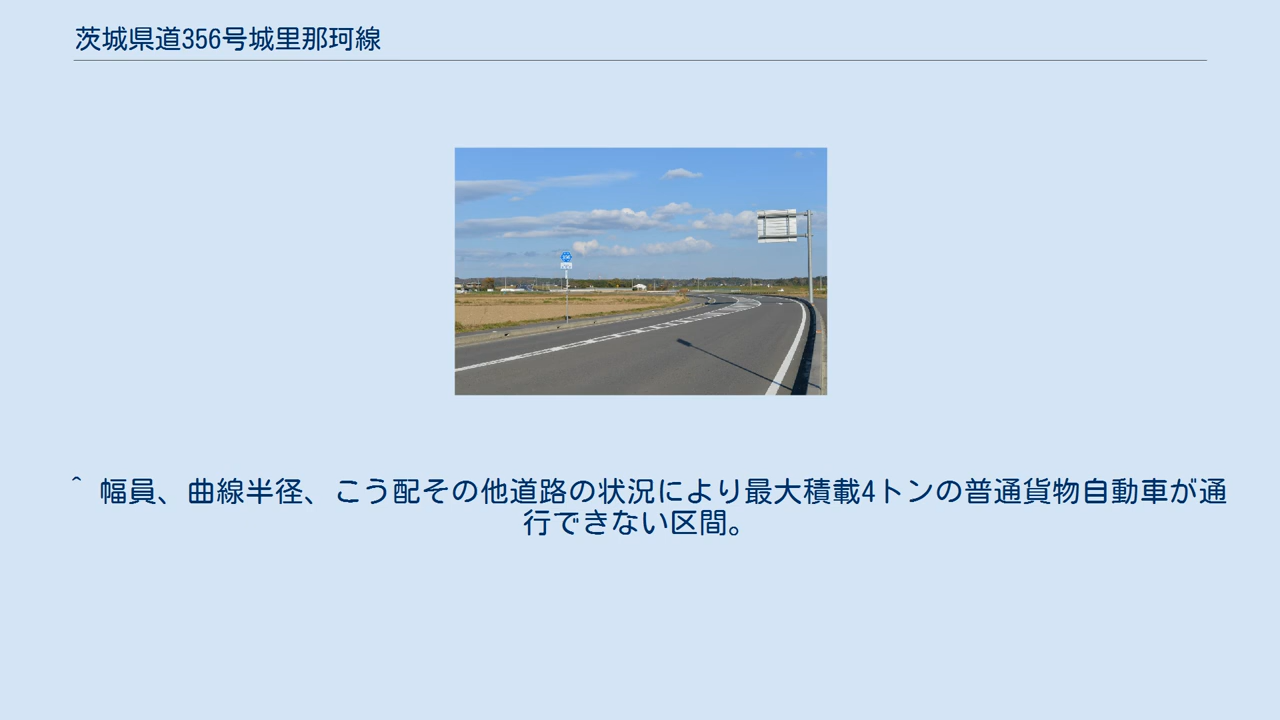 茨城県道356号城里那珂線
^ 幅員、曲線半径、こう配その他道路の状況により最大積載4トンの普通貨物自動車が通
行できない区間。